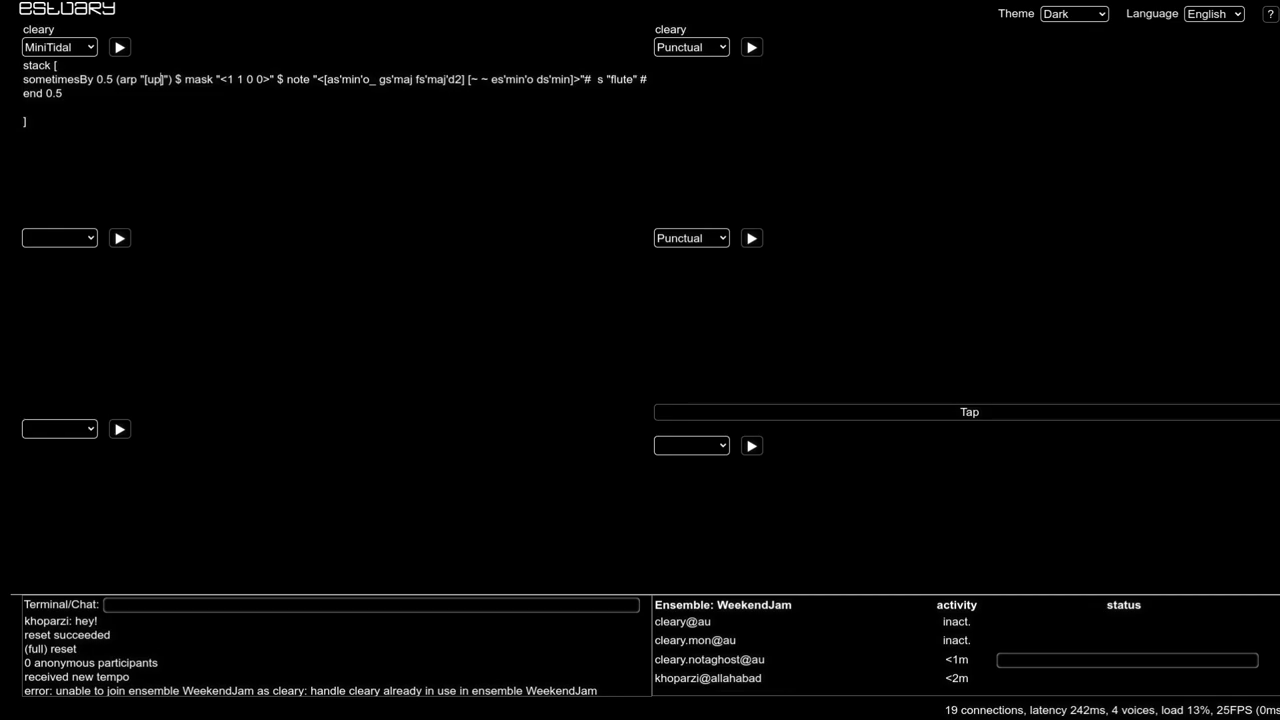 estuary
Theme Dark Language English ?
cleary
MiniTidal
stack [
sometimesBy 0.5 (arp "[up]") $ mask "<1 1 0 0>" $ note "<[as'min'o_ gs'maj fs'maj'd2] [~ ~ es'min'o ds'min]>"# s "flute" #
end 0.5
]
cleary
Punctual
Punctual
Tap
Terminal/Chat:
khoparzi: hey!
reset succeeded
(full) reset
0 anonymous participants
received new tempo
error: unable to join ensemble WeekendJam as cleary: handle cleary already in use in ensemble WeekendJam
Ensemble: WeekendJam activity status
cleary@au inact.
cleary.mon@au inact.
cleary.notaghost@au <1m
khoparzi@allahabad <2m
19 connections, latency 242ms, 4 voices, load 13%, 25FPS (0ms